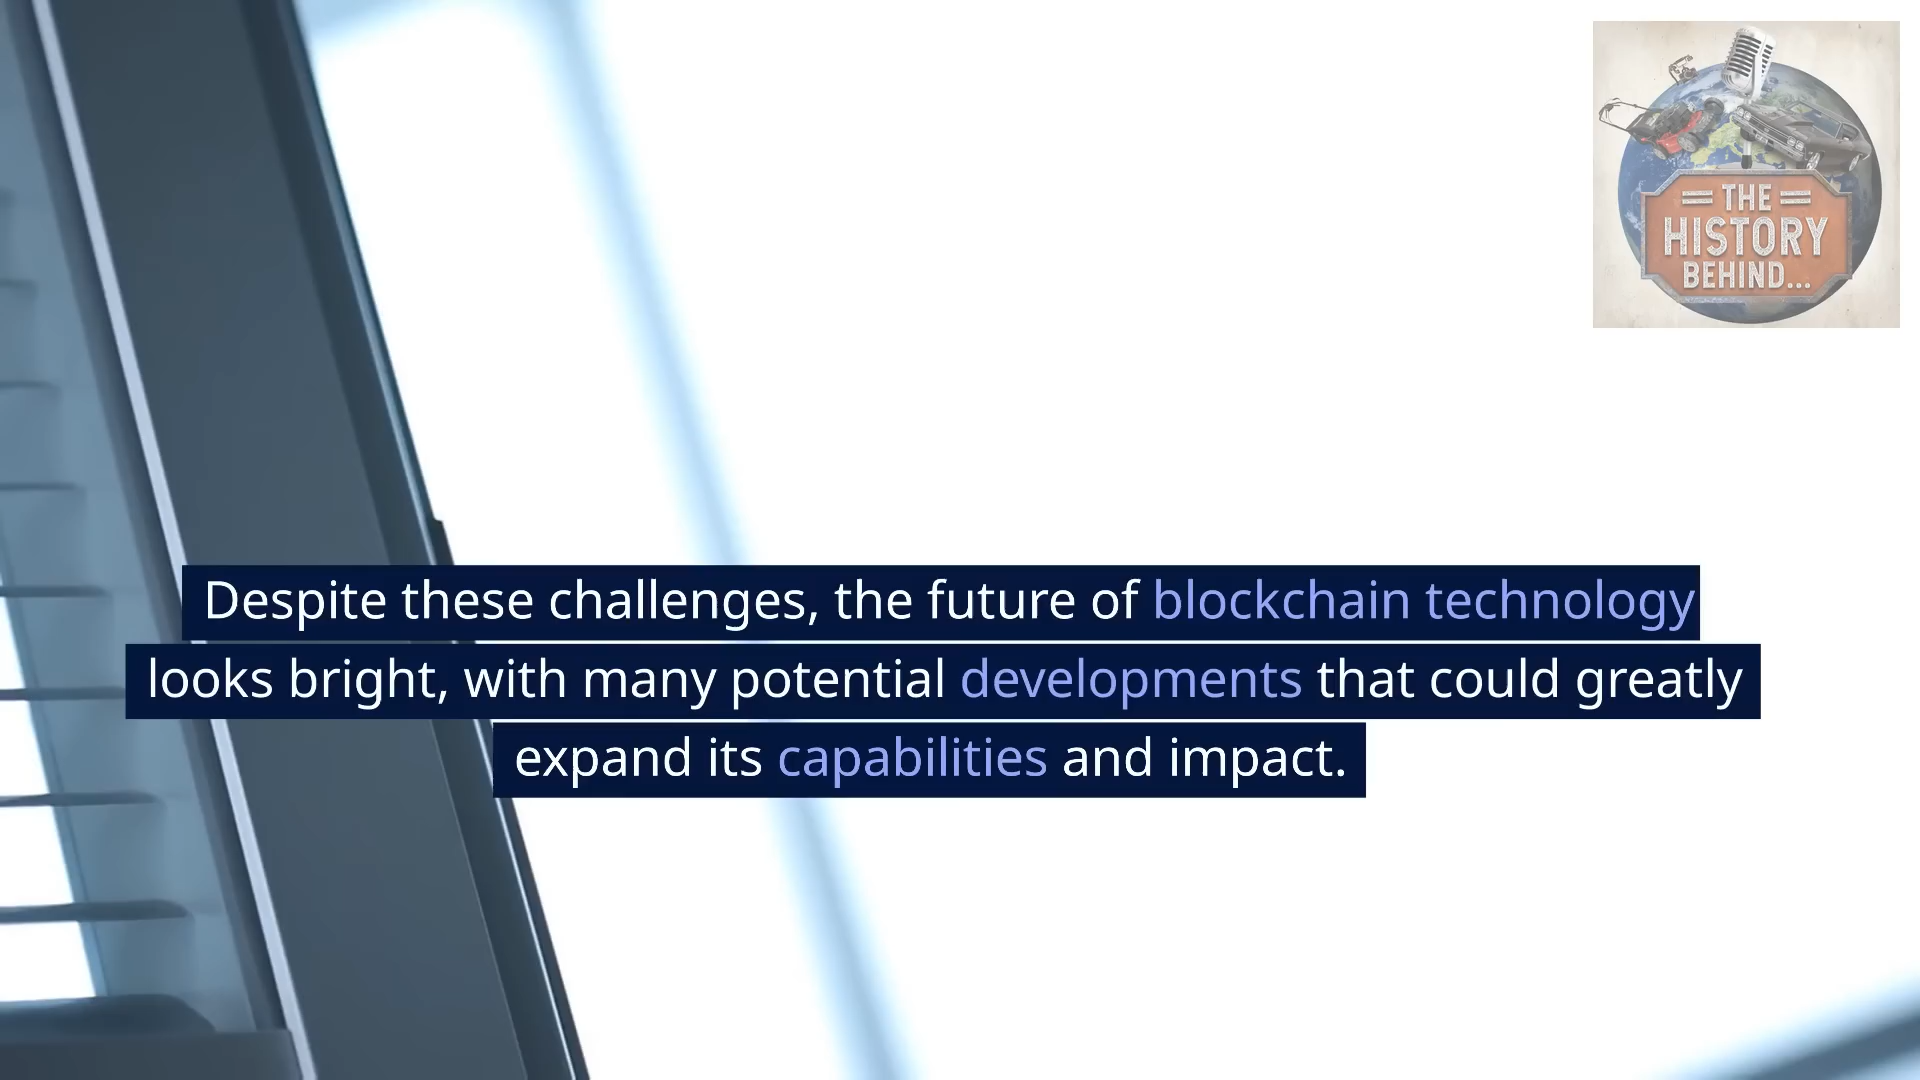 THE
HISTORY
BEHIND...
Despite these challenges, the future of blockchain technology
looks bright, with many potential developments that could greatly
expand its capabilities and impact.